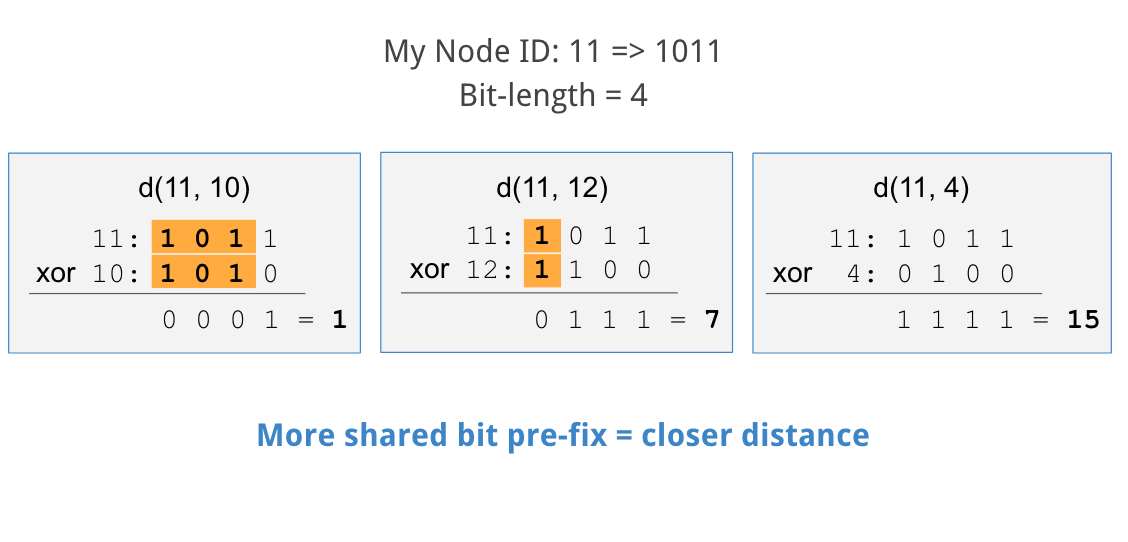 My Node ID: 11 => 1011
Bit-length = 4
d(11, 10)
11: 1 0 1 1
xor 10: 1 0 1 0
0 0 0 1 = 1
d(11, 12)
11: 1 0 1 1
xor 12: 1 1 0 0
0 1 1 1 = 7
d(11, 4)
11: 1 0 1 1
xor 4: 0 1 0 0
1 1 1 1 = 15
More shared bit pre-fix = closer distance